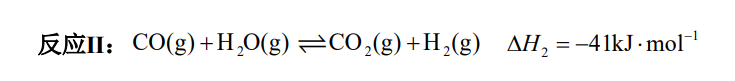 反应II：CO(g)+H₂O(g)⇌CO₂(g)+H₂(g) ΔH₂=−41kJ·mol⁻¹